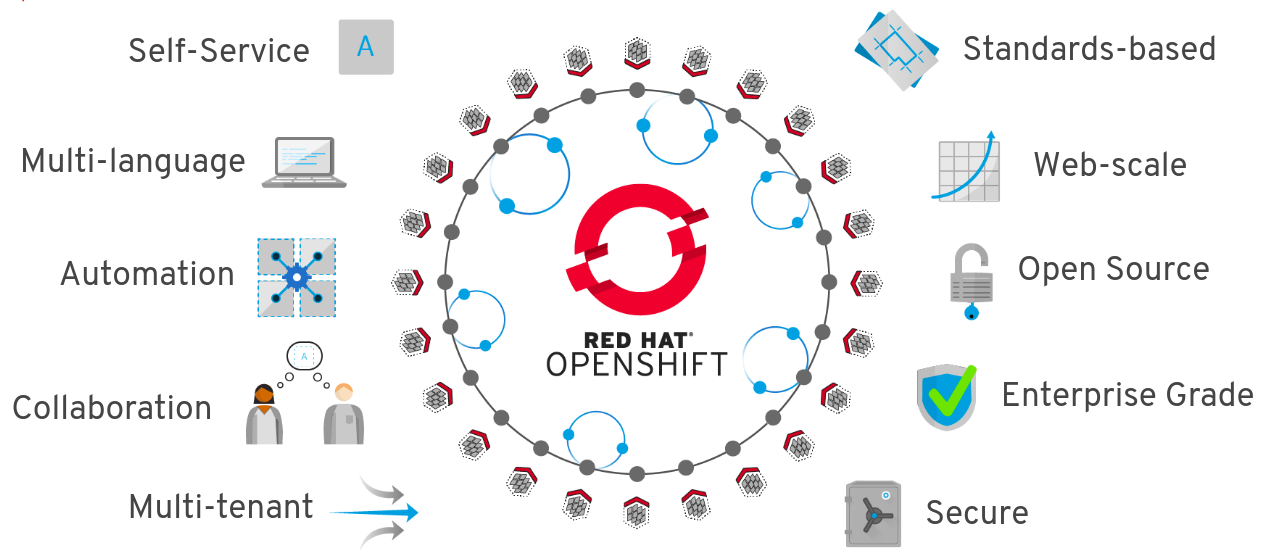 Self-Service
A
Standards-based
Multi-language
Web-scale
Automation
Open Source
A
Collaboration
RED HAT®
OPENSHIFT
Enterprise Grade
Multi-tenant
Secure